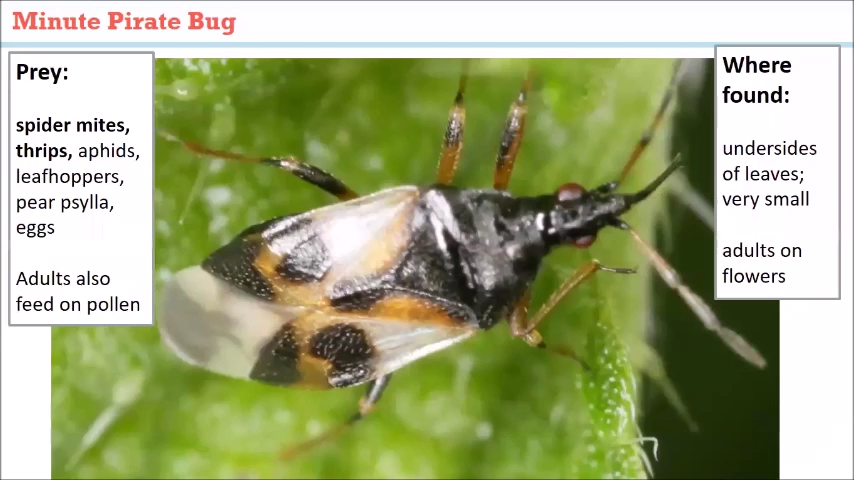 Minute Pirate Bug
Prey:
spider mites,
thrips, aphids,
leafhoppers,
pear psylla,
eggs
Adults also
feed on pollen
Where
found:
undersides
of leaves;
very small
adults on
flowers